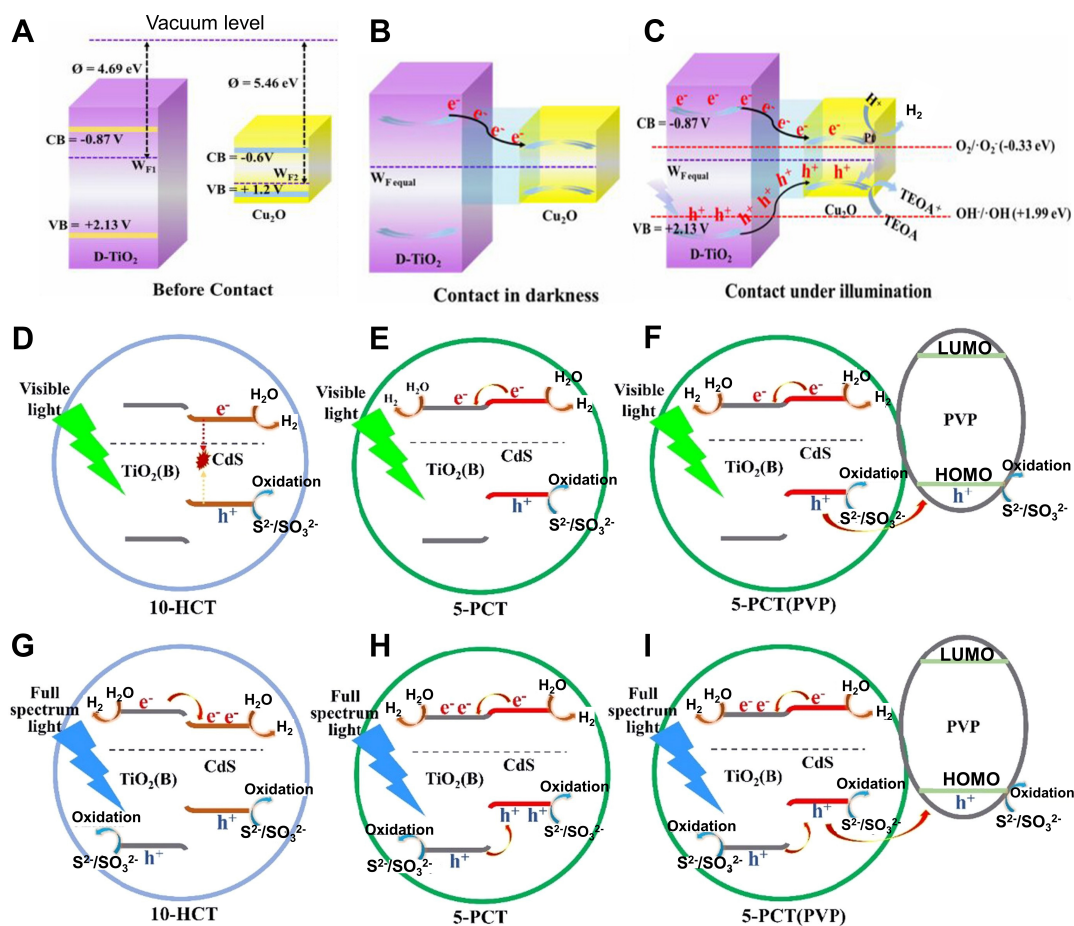 A
Vacuum level
Ø = 4.69 eV
Ø = 5.46 eV
CB = -0.87 V
CB = -0.6V
W_F1
W_F2
VB = + 1.2 V
Cu₂O
VB = +2.13 V
D-TiO₂
Before Contact
B
e⁻
e⁻
e⁻
e⁻
W_F equal
Cu₂O
D-TiO₂
Contact in darkness
C
e⁻ e⁻ e⁻
e⁻
e⁻
e⁻
H⁺
H₂
CB = -0.87 V
Pt
O₂/·O₂⁻ (-0.33 eV)
W_F equal
h⁺ h⁺ h⁺
h⁺
h⁺
h⁺ h⁺
TEOA⁺
Cu₂O
OH⁻/·OH (+1.99 eV)
TEOA
VB = +2.13 V
D-TiO₂
Contact under illumination
D
Visible
light
e⁻
H₂O
H₂
TiO₂(B)
CdS
Oxidation
h⁺
S²⁻/SO₃²⁻
10-HCT
E
Visible
light
H₂
H₂O
e⁻
e⁻
H₂O
H₂
TiO₂(B)
CdS
Oxidation
h⁺
S²⁻/SO₃²⁻
5-PCT
F
Visible
light
H₂
H₂O
e⁻
e⁻
H₂O
H₂
TiO₂(B)
CdS
Oxidation
h⁺
S²⁻/SO₃²⁻
LUMO
PVP
HOMO
h⁺
Oxidation
S²⁻/SO₃²⁻
5-PCT(PVP)
G
Full
spectrum
light
H₂
H₂O
e⁻
e⁻ e⁻
H₂O
H₂
TiO₂(B)
CdS
Oxidation
h⁺
S²⁻/SO₃²⁻
Oxidation
S²⁻/SO₃²⁻
h⁺
10-HCT
H
Full
spectrum
light
H₂
H₂O
e⁻ e⁻
e⁻
H₂O
H₂
TiO₂(B)
CdS
Oxidation
h⁺ h⁺
S²⁻/SO₃²⁻
Oxidation
S²⁻/SO₃²⁻
h⁺
5-PCT
I
Full
spectrum
light
H₂
H₂O
e⁻ e⁻
e⁻
H₂O
H₂
TiO₂(B)
CdS
Oxidation
h⁺
S²⁻/SO₃²⁻
Oxidation
S²⁻/SO₃²⁻
h⁺
LUMO
PVP
HOMO
h⁺
Oxidation
S²⁻/SO₃²⁻
5-PCT(PVP)